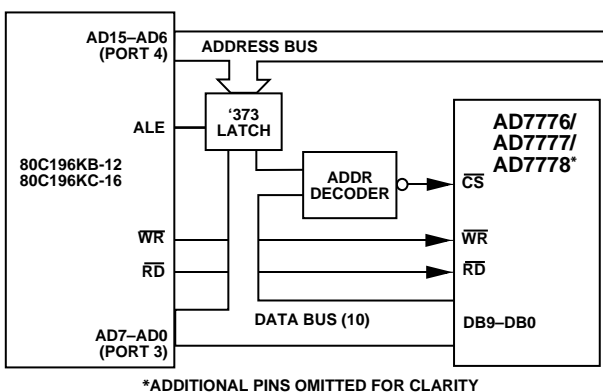 AD15–AD6
(PORT 4)
ADDRESS BUS
ALE
‘373
LATCH
80C196KB-12
80C196KC-16
ADDR
DECODER
AD7776/
AD7777/
AD7778*
CS
WR
WR
RD
RD
AD7–AD0
(PORT 3)
DATA BUS (10)
DB9–DB0
*ADDITIONAL PINS OMITTED FOR CLARITY